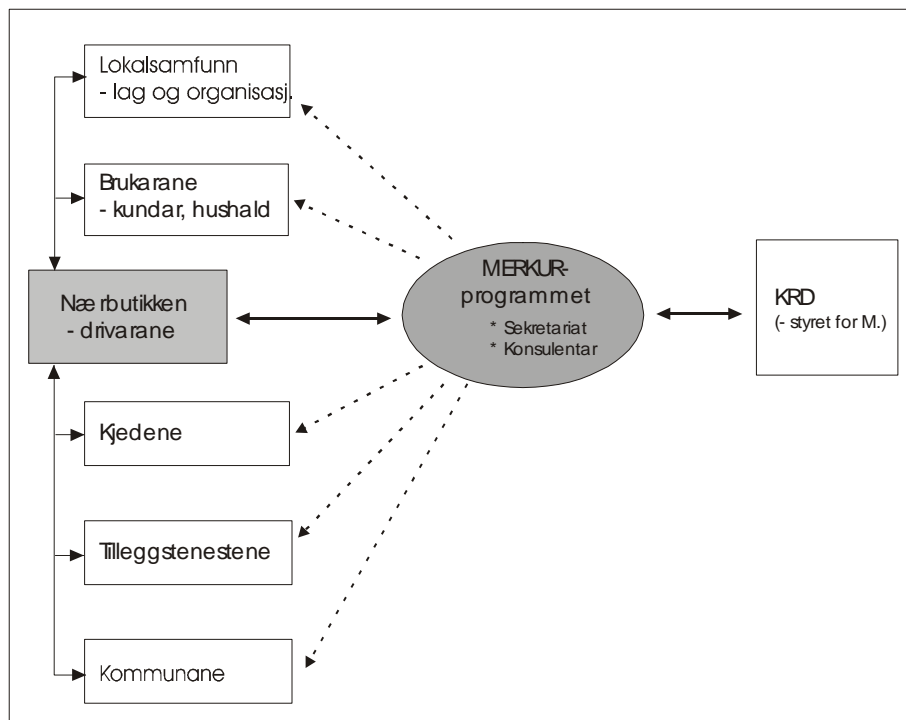 Lokalsamfunn
- lag og organisasj.
Brukarane
- kundar, hushald
Nærbutikken
- drivarane
Kjedene
Tilleggstenestene
Kommunane
MERKUR-
programmet
* Sekretariat
* Konsulentar
KRD
(- styret for M.)